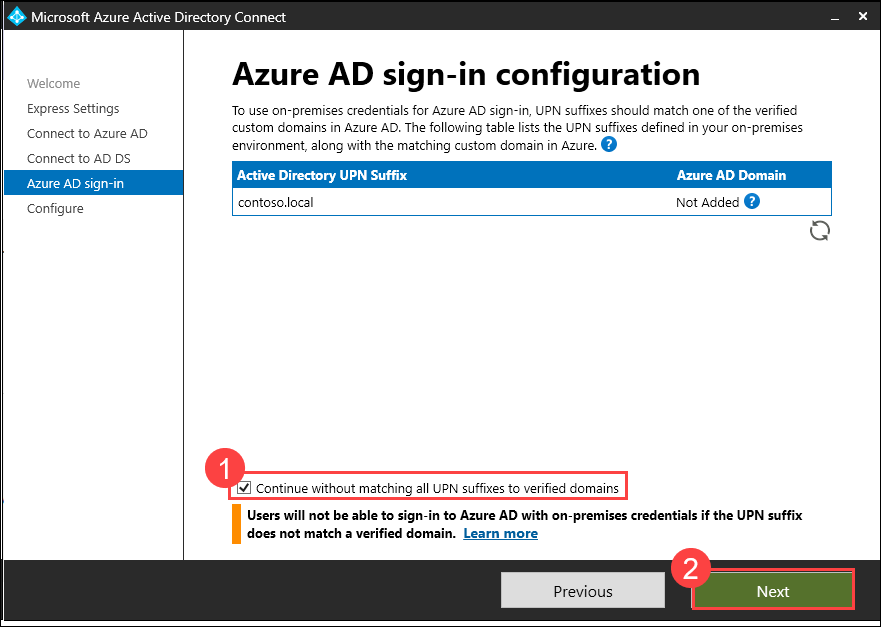 Microsoft Azure Active Directory Connect
Welcome
Express Settings
Connect to Azure AD
Connect to AD DS
Azure AD sign-in
Configure
Azure AD sign-in configuration
To use on-premises credentials for Azure AD sign-in, UPN suffixes should match one of the verified
custom domains in Azure AD. The following table lists the UPN suffixes defined in your on-premises
environment, along with the matching custom domain in Azure. ?
Active Directory UPN Suffix Azure AD Domain
contoso.local Not Added ?
1
Continue without matching all UPN suffixes to verified domains
Users will not be able to sign-in to Azure AD with on-premises credentials if the UPN suffix
does not match a verified domain. Learn more
2
Previous Next